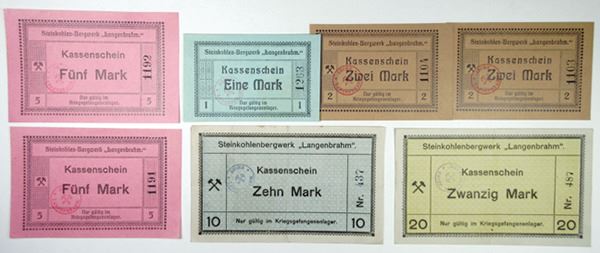 Steinkohlen-Bergwerk „Langenbrahm.“
Kassenschein
Fünf Mark
1192
5
5
Nur gültig im
Kriegsgefangenenlager.
Steinkohlen-Bergwerk „Langenbrahm.“
Kassenschein
Eine Mark
1263
1
1
Nur gültig im
Kriegsgefangenenlager.
Steinkohlen-Bergwerk „Langenbrahm.“
Kassenschein
Zwei Mark
1104
2
2
Nur gültig im
Kriegsgefangenenlager.
Steinkohlen-Bergwerk „Langenbrahm.“
Kassenschein
Zwei Mark
1103
2
2
Nur gültig im
Kriegsgefangenenlager.
Steinkohlen-Bergwerk „Langenbrahm.“
Kassenschein
Fünf Mark
1191
5
5
Nur gültig im
Kriegsgefangenenlager.
Steinkohlenbergwerk „Langenbrahm“.
Kassenschein
Zehn Mark
Nr. 437
10
10
Nur gültig im Kriegsgefangenenlager.
Steinkohlenbergwerk „Langenbrahm“.
Kassenschein
Zwanzig Mark
Nr. 487
20
20
Nur gültig im Kriegsgefangenenlager.